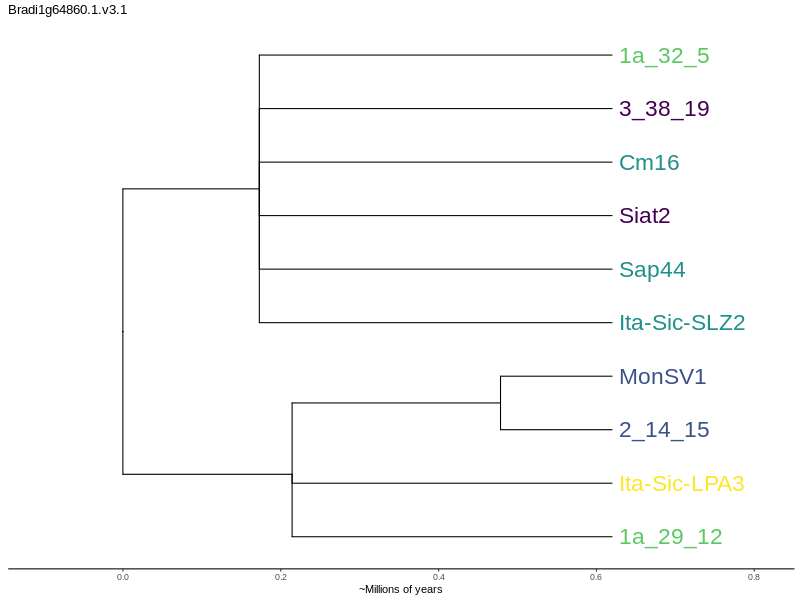 Bradi1g64860.1.v3.1
1a_32_5
3_38_19
Cm16
Siat2
Sap44
Ita-Sic-SLZ2
MonSV1
2_14_15
Ita-Sic-LPA3
1a_29_12
0.0 0.2 0.4 0.6 0.8
~Millions of years